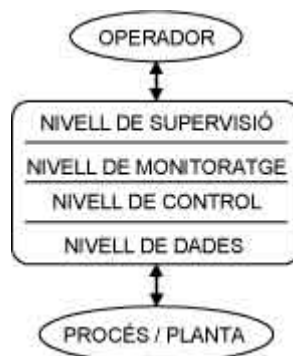 OPERADOR
NIVELL DE SUPERVISIÓ
NIVELL DE MONITORATGE
NIVELL DE CONTROL
NIVELL DE DADES
PROCÉS / PLANTA